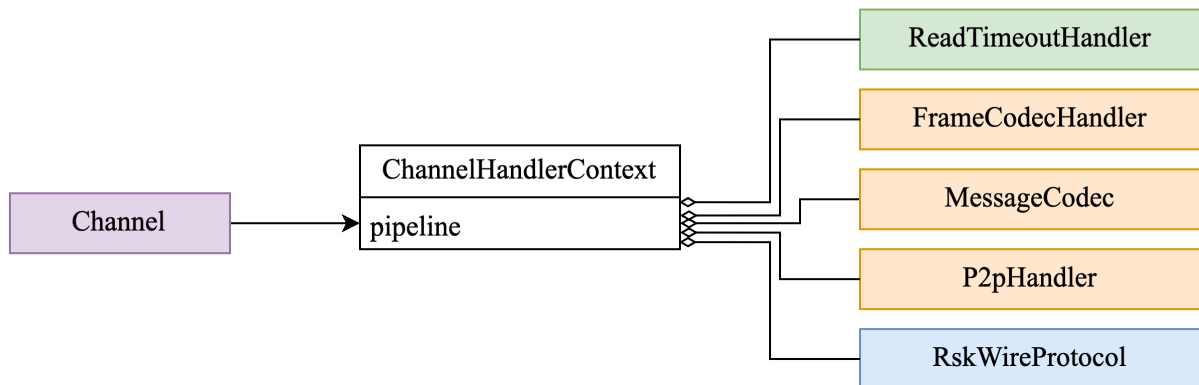 ReadTimeoutHandler
FrameCodecHandler
ChannelHandlerContext
MessageCodec
Channel
pipeline
P2pHandler
RskWireProtocol